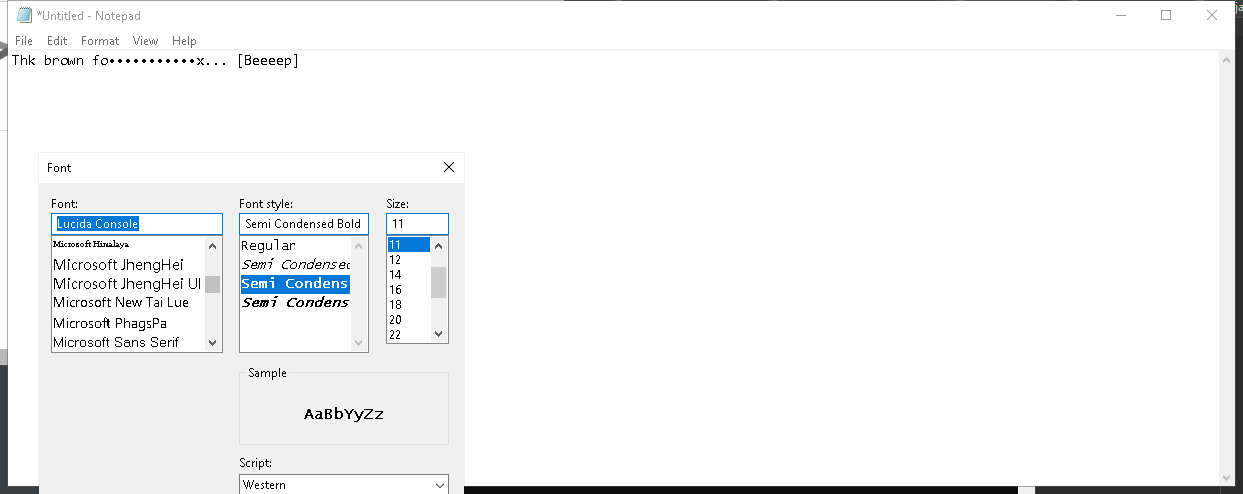 *Untitled - Notepad
File Edit Format View Help
Thk brown fo•••••••••••x... [Beeeep]
Font
Font: Font style: Size:
Lucida Console Semi Condensed Bold 11
Microsoft Himalaya Regular 11
Microsoft JhengHei Semi Condensed 12
Microsoft JhengHei UI Semi Condens 14
Microsoft New Tai Lue Semi Condens 16
Microsoft PhagsPa 18
Microsoft Sans Serif 20
22
Sample
AaBbYyZz
Script:
Western